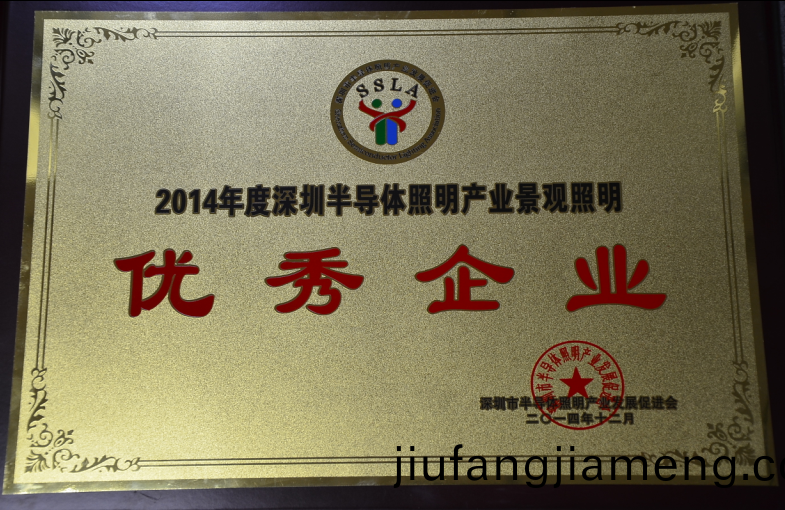 SSLA
2014年度深圳半导体照明产业景观照明
优秀企业
深圳市半导体照明产业发展促进会
二〇一四年十二月
jiufangjiameng.c